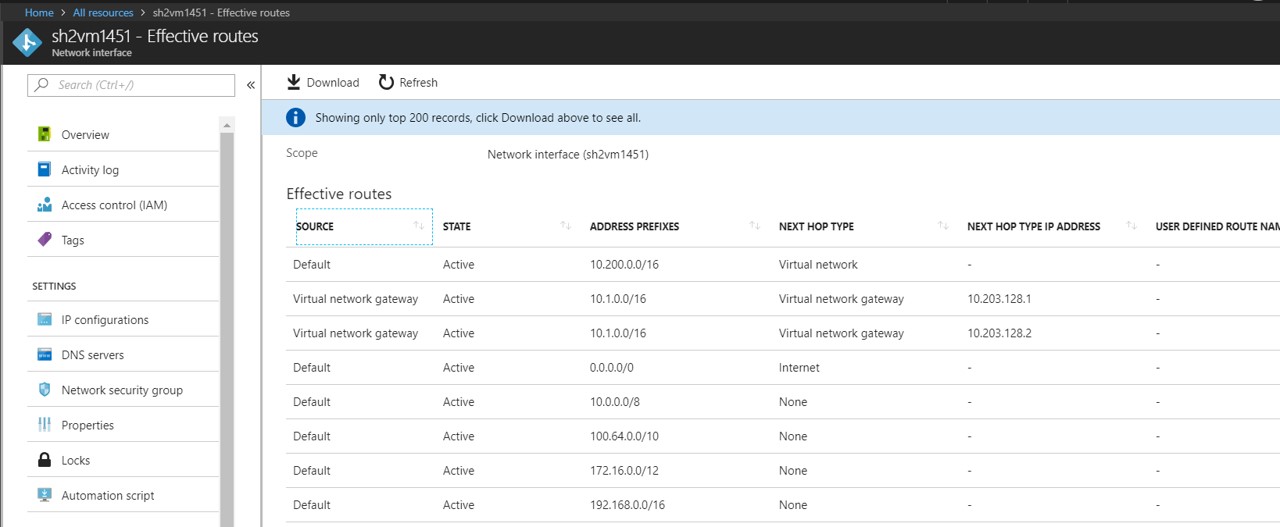 Home > All resources > sh2vm1451 - Effective routes
sh2vm1451 - Effective routes
Network interface
Search (Ctrl+/)
«
Overview
Activity log
Access control (IAM)
Tags
SETTINGS
IP configurations
DNS servers
Network security group
Properties
Locks
Automation script
Download Refresh
Showing only top 200 records, click Download above to see all.
Scope Network interface (sh2vm1451)
Effective routes
SOURCE STATE ADDRESS PREFIXES NEXT HOP TYPE NEXT HOP TYPE IP ADDRESS USER DEFINED ROUTE NAM
Default Active 10.200.0.0/16 Virtual network - -
Virtual network gateway Active 10.1.0.0/16 Virtual network gateway 10.203.128.1 -
Virtual network gateway Active 10.1.0.0/16 Virtual network gateway 10.203.128.2 -
Default Active 0.0.0.0/0 Internet - -
Default Active 10.0.0.0/8 None - -
Default Active 100.64.0.0/10 None - -
Default Active 172.16.0.0/12 None - -
Default Active 192.168.0.0/16 None - -